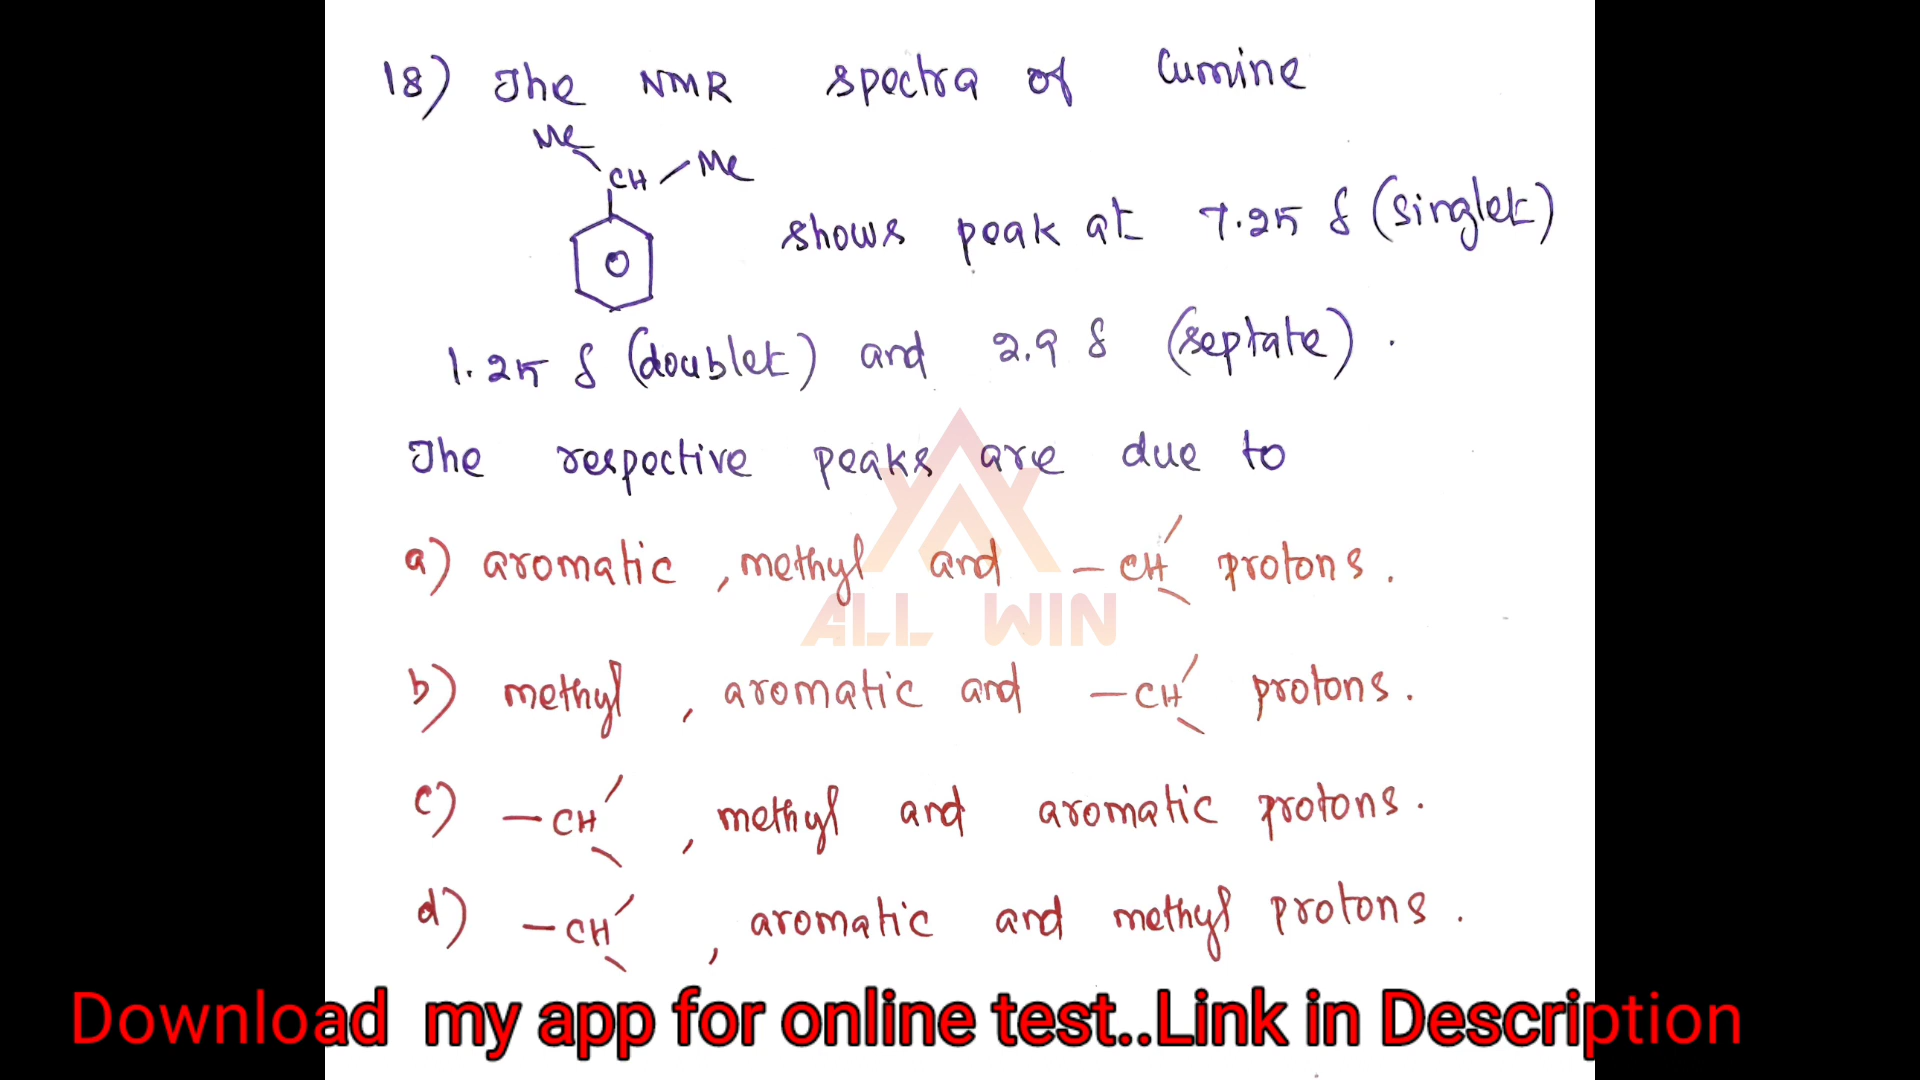 18) The NMR spectra of Cumine
Me
CH Me
shows peak at 7.25 δ (singlet)
1.25 δ (doublet) and 2.9 δ (septate).
The respective peaks are due to
a) aromatic, methyl and -CH protons.
ALL WIN
b) methyl, aromatic and -CH protons.
c) -CH, methyl and aromatic protons.
d) -CH, aromatic and methyl protons.
Download my app for online test..Link in Description